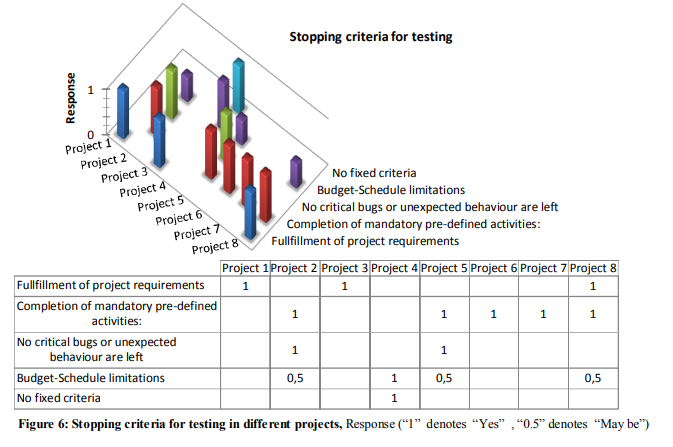 Stopping criteria for testing
Response
1
0
Project 1
Project 2
Project 3
Project 4
Project 5
Project 6
Project 7
Project 8
No fixed criteria
Budget-Schedule limitations
No critical bugs or unexpected behaviour are left
Completion of mandatory pre-defined activities:
Fullfillment of project requirements
Project 1 Project 2 Project 3 Project 4 Project 5 Project 6 Project 7 Project 8
Fullfillment of project requirements 1 1 1
Completion of mandatory pre-defined
activities: 1 1 1 1 1
No critical bugs or unexpected
behaviour are left 1 1
Budget-Schedule limitations 0,5 1 0,5 0,5
No fixed criteria 1
Figure 6: Stopping criteria for testing in different projects, Response (“1” denotes “Yes” , “0.5” denotes “May be”)